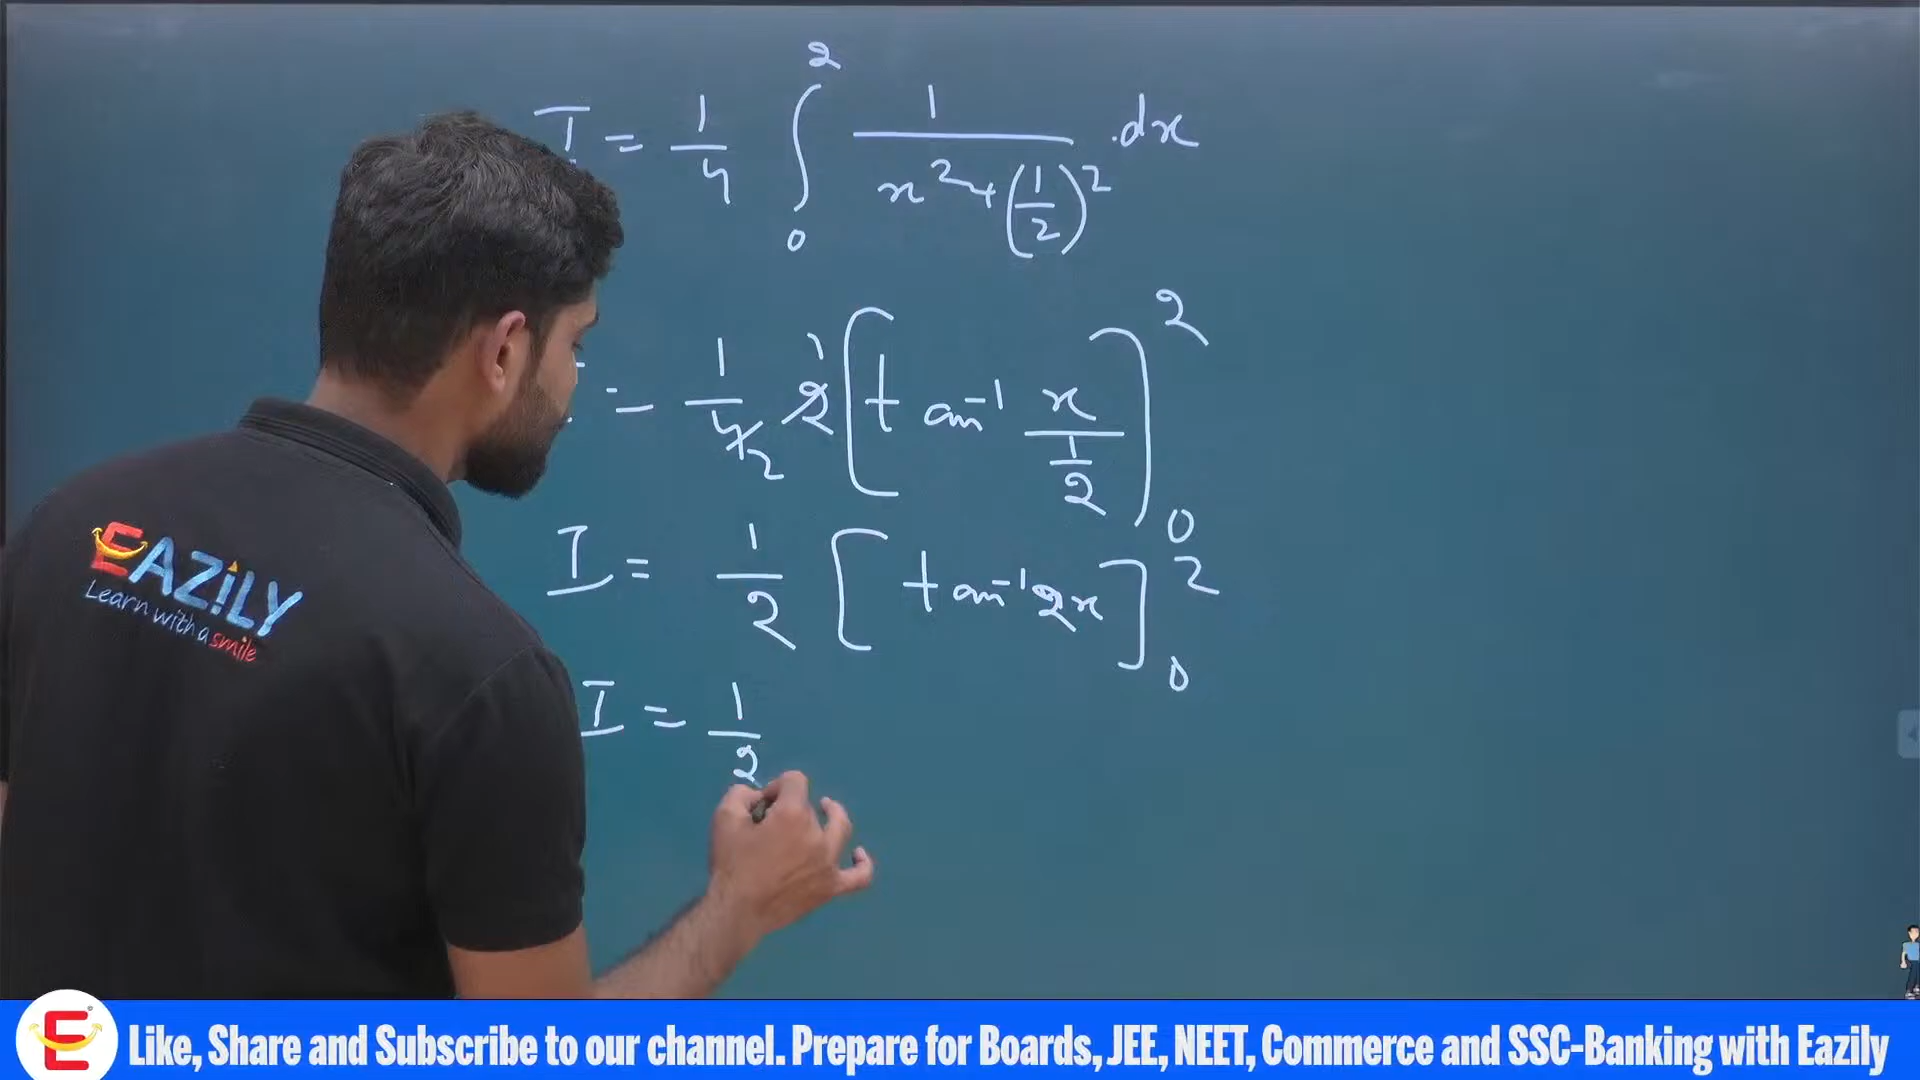 I = 1/4 ∫₀² 1/(x² + (1/2)²) .dx
= 1/4̸ 2 2̸ 1 [tan⁻¹ x/(1/2)]₀²
I = 1/2 [tan⁻¹ 2x]₀²
I = 1/2
EAZILY
Learn with a smile
E
Like, Share and Subscribe to our channel. Prepare for Boards, JEE, NEET, Commerce and SSC-Banking with Eazily